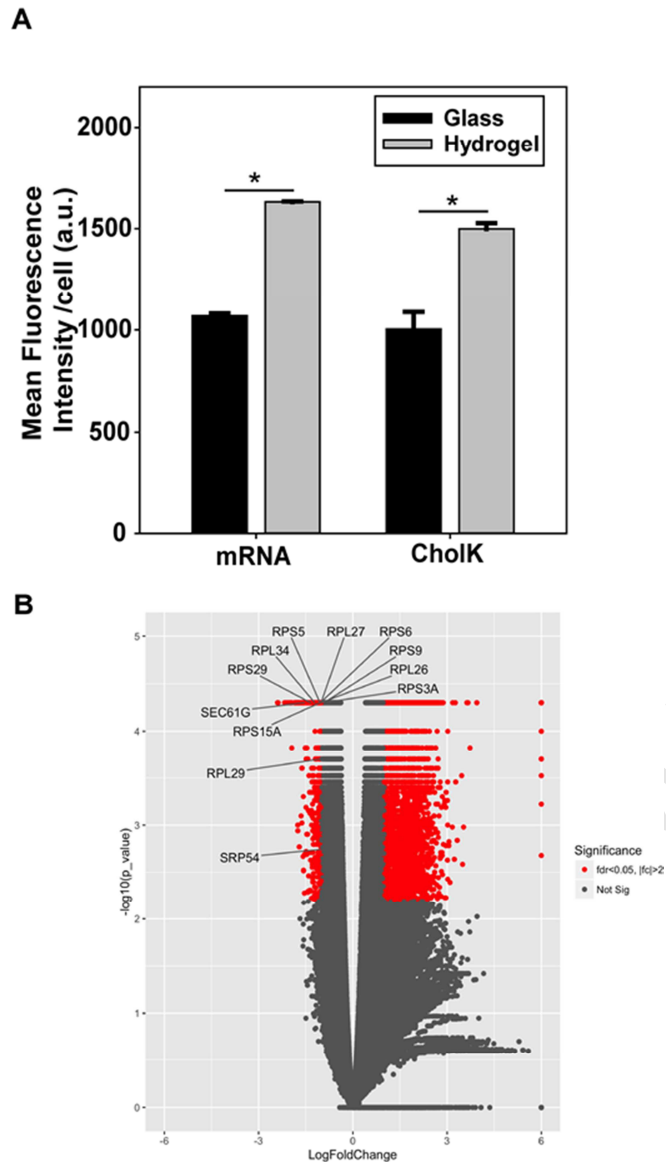 A
Mean Fluorescence
Intensity /cell (a.u.)
2000
1500
1000
500
0
Glass
Hydrogel
*
*
mRNA
CholK
B
RPS5
RPL27
RPS6
RPL34
RPS9
RPS29
RPL26
RPS3A
SEC61G
RPS15A
RPL29
SRP54
-log10(p_value)
5
4
3
2
1
0
-6
-3
0
3
6
LogFoldChange
Significance
fdr<0.05, |fc|>2
Not Sig